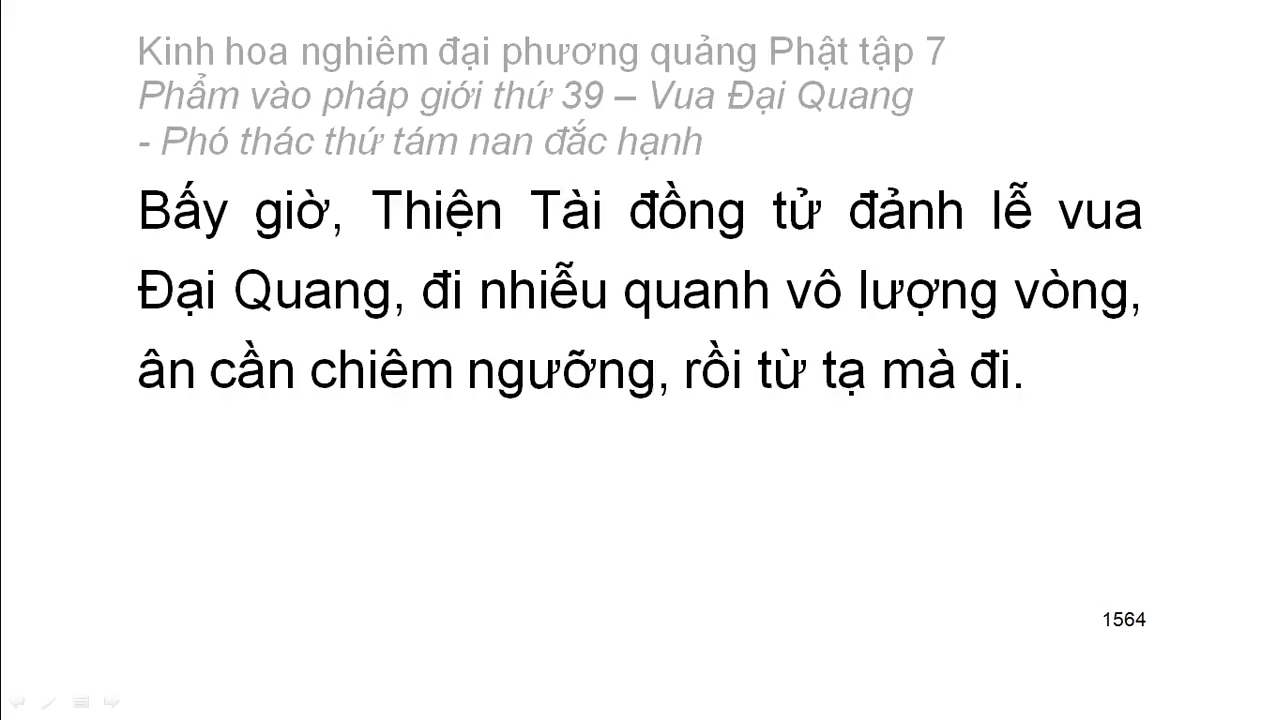 Kinh hoa nghiêm đại phương quảng Phật tập 7
Phẩm vào pháp giới thứ 39 – Vua Đại Quang
- Phó thác thứ tám nan đắc hạnh
Bấy giờ, Thiện Tài đồng tử đảnh lễ vua
Đại Quang, đi nhiễu quanh vô lượng vòng,
ân cần chiêm ngưỡng, rồi từ tạ mà đi.
1564